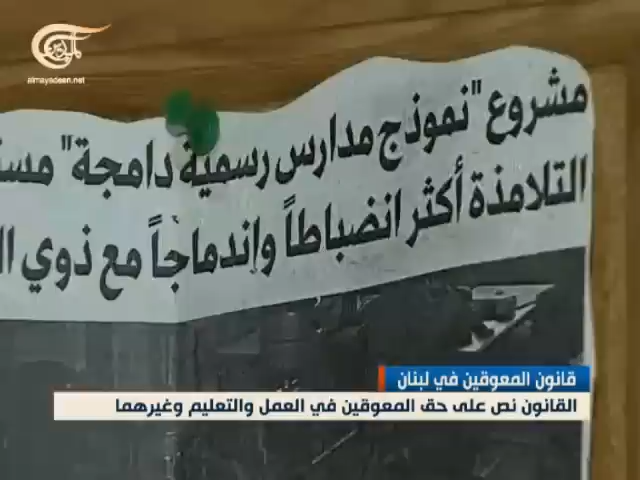 الميادين
almayadeen.net
مشروع "نموذج مدارس رسمية دامجة"
التلامذة أكثر انضباطاً وإندماجاً مع ذوي
قانون المعوقين في لبنان
القانون نص على حق المعوقين في العمل والتعليم وغيرهما